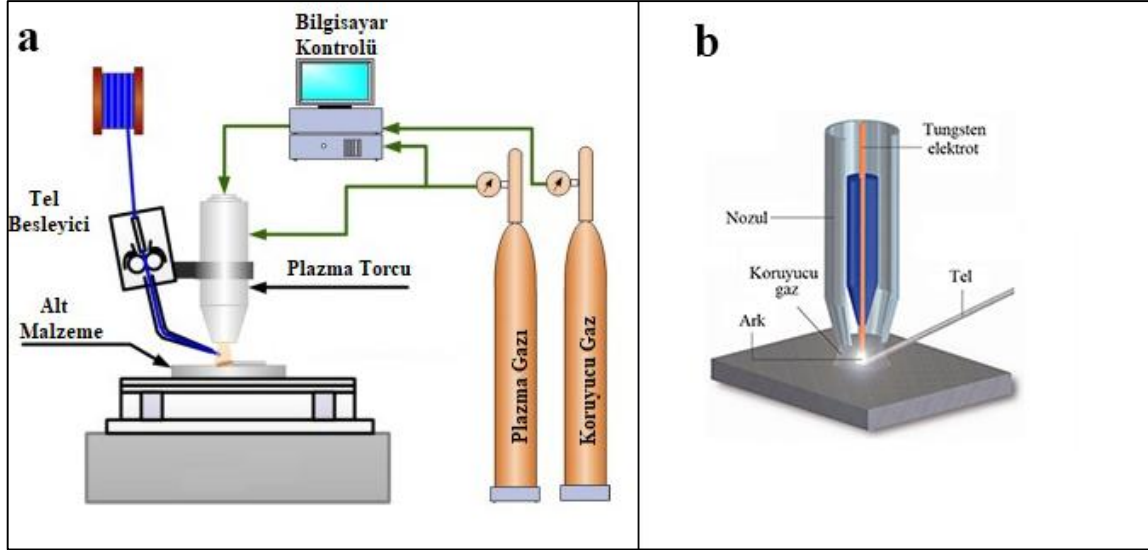 a
Bilgisayar
Kontrolü
Tel
Besleyici
Plazma Torcu
Alt
Malzeme
Plazma Gazı
Koruyucu Gaz
b
Tungsten
elektrot
Nozul
Koruyucu
gaz
Tel
Ark